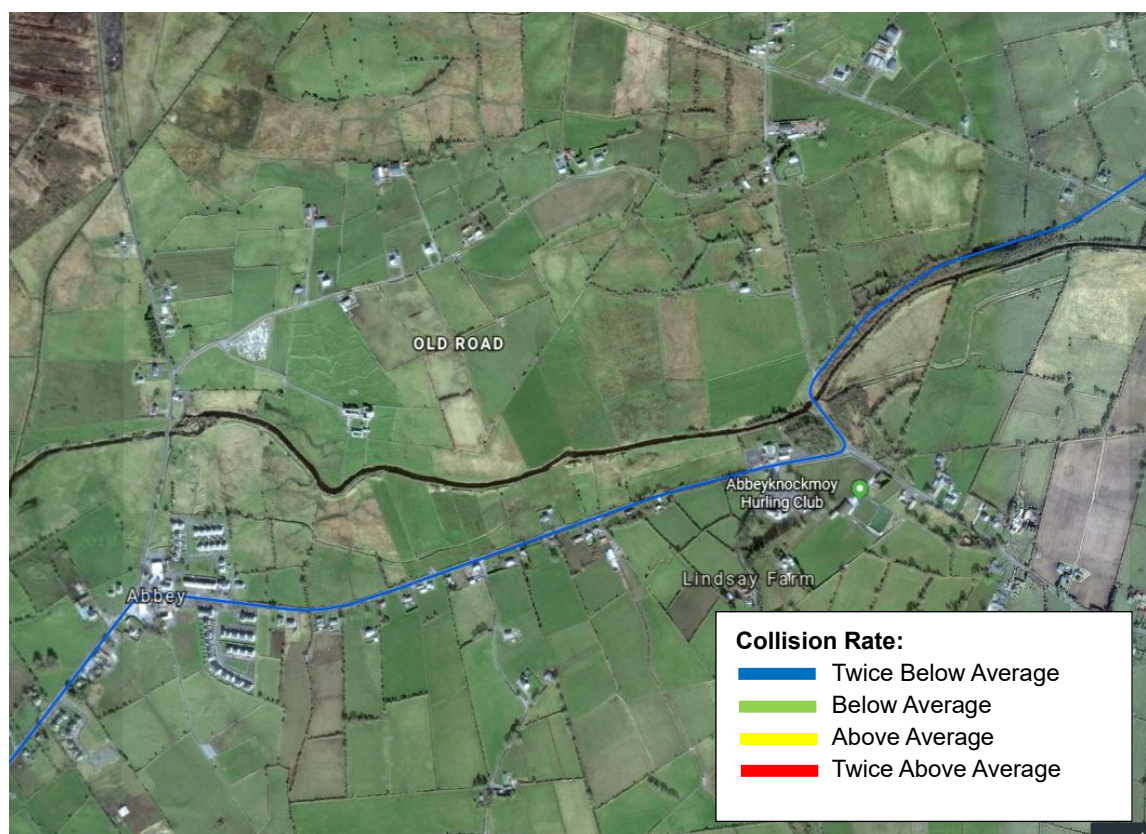 OLD ROAD
Abbeyknockmoy
Hurling Club
Lindsay Farm
Abbey
Collision Rate:
Twice Below Average
Below Average
Above Average
Twice Above Average